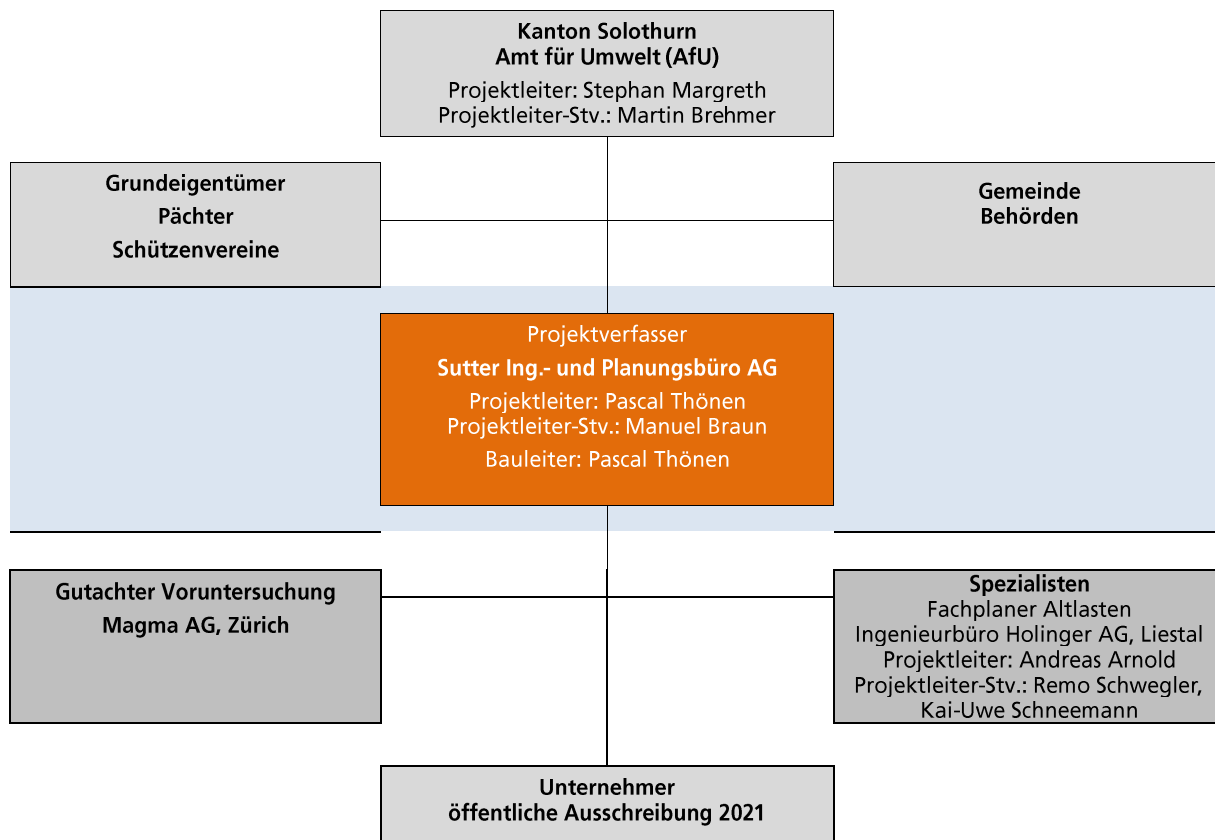 Kanton Solothurn
Amt für Umwelt (AfU)
Projektleiter: Stephan Margreth
Projektleiter-Stv.: Martin Brehmer
Grundeigentümer
Pächter
Schützenvereine
Gemeinde
Behörden
Projektverfasser
Sutter Ing.- und Planungsbüro AG
Projektleiter: Pascal Thönen
Projektleiter-Stv.: Manuel Braun
Bauleiter: Pascal Thönen
Gutachter Voruntersuchung
Magma AG, Zürich
Spezialisten
Fachplaner Altlasten
Ingenieurbüro Holinger AG, Liestal
Projektleiter: Andreas Arnold
Projektleiter-Stv.: Remo Schwegler,
Kai-Uwe Schneemann
Unternehmer
öffentliche Ausschreibung 2021